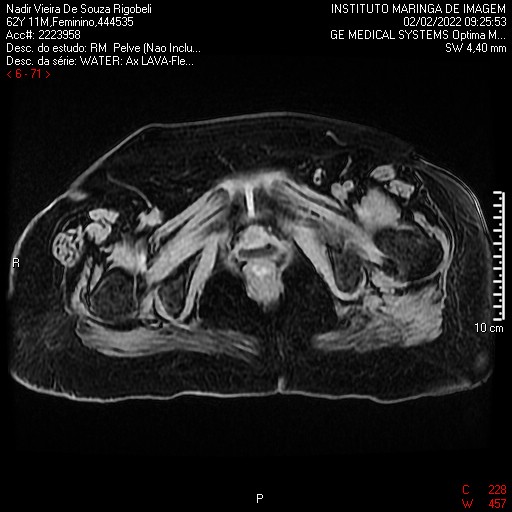 Nadir Vieira De Souza Rigobeli
62Y 11M,Feminino,444535
Acc#: 2223958
Desc. do estudo: RM Pelve (Nao Inclu...
Desc. da série: WATER: Ax LAVA-Fle...
< 6 - 71 >
INSTITUTO MARINGA DE IMAGEM
02/02/2022 09:25:53
GE MEDICAL SYSTEMS Optima M...
SW 4,40 mm
R
10 cm
P
C 228
W 457